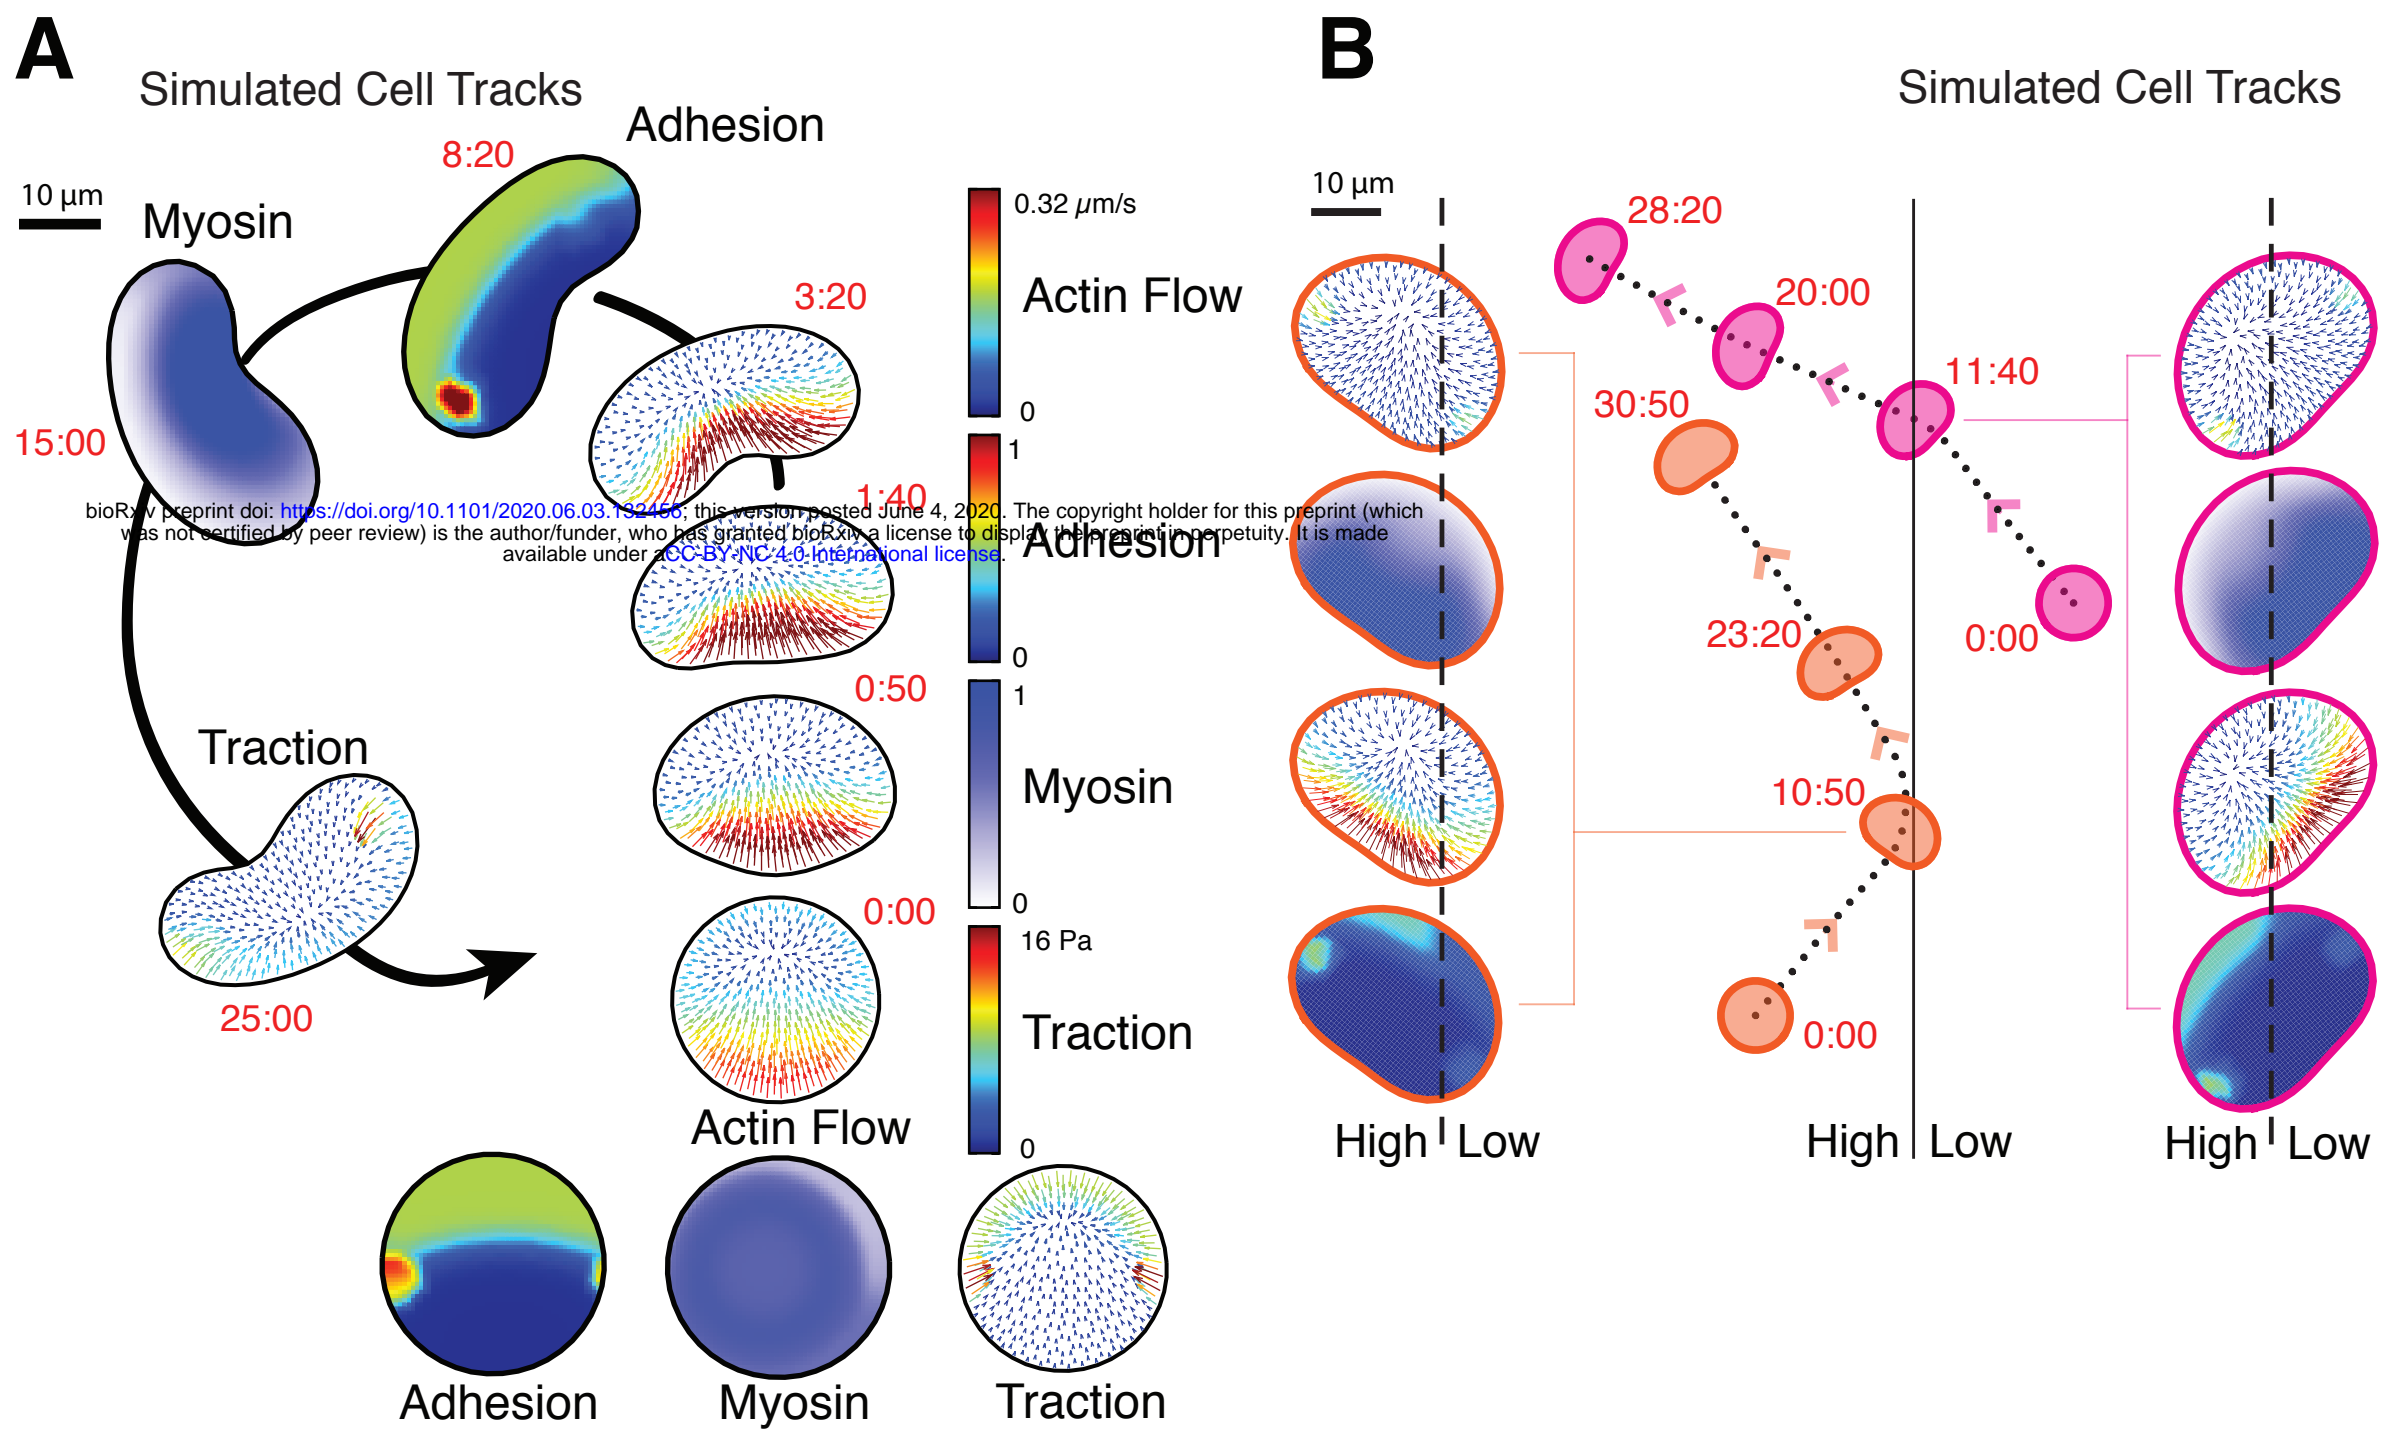 A
Simulated Cell Tracks
Adhesion
8:20
10 µm
Myosin
3:20
15:00
1:40
0:50
Traction
0:00
25:00
Actin Flow
Adhesion
Myosin
Traction
0.32 µm/s
Actin Flow
0
1
Adhesion
0
1
Myosin
0
16 Pa
Traction
0
bioRxiv preprint doi: https://doi.org/10.1101/2020.06.03.132456; this version posted June 4, 2020. The copyright holder for this preprint (which
was not certified by peer review) is the author/funder, who has granted bioRxiv a license to display the preprint in perpetuity. It is made
available under aCC-BY-NC 4.0 International license.
B
Simulated Cell Tracks
10 µm
28:20
20:00
11:40
30:50
0:00
23:20
10:50
0:00
High Low
High Low
High Low